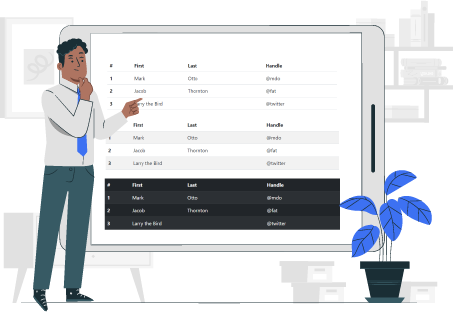 # First Last Handle
1 Mark Otto @mdo
2 Jacob Thornton @fat
3 Larry the Bird @twitter
First Last Handle
1 Mark Otto @mdo
2 Jacob Thornton @fat
3 Larry the Bird @twitter
# First Last Handle
1 Mark Otto @mdo
2 Jacob Thornton @fat
3 Larry the Bird @twitter